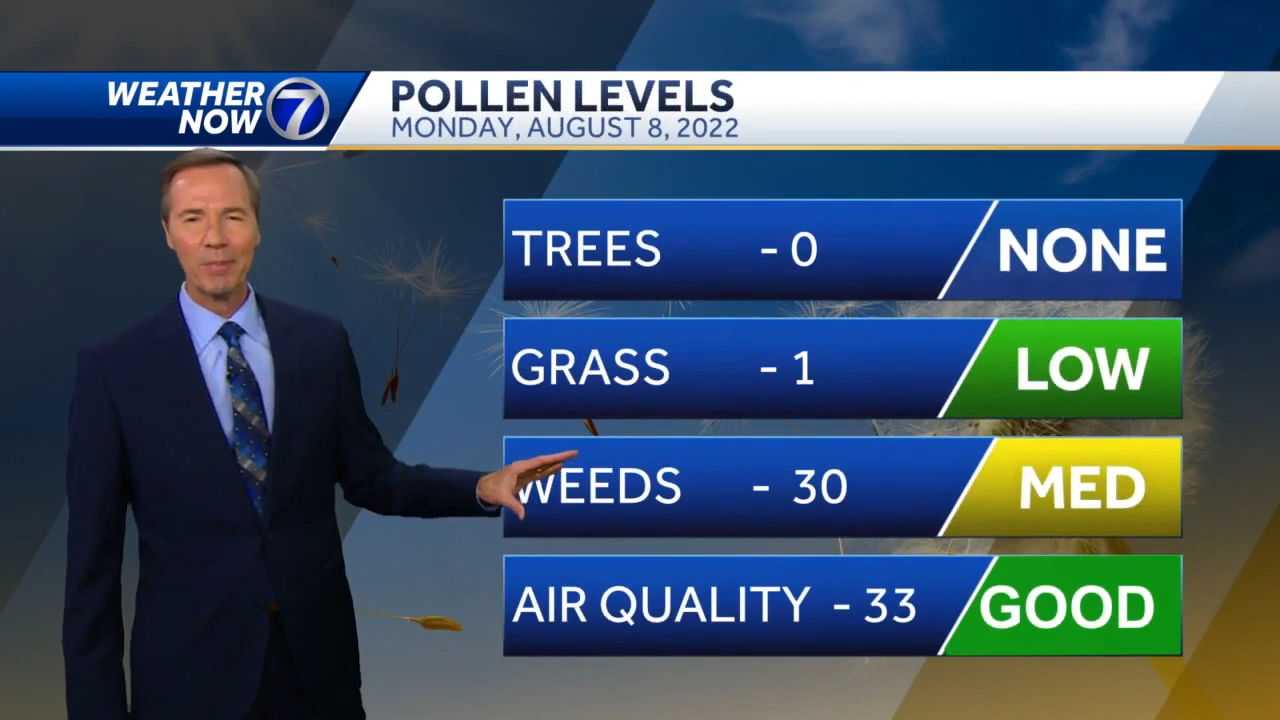 WEATHER
NOW 7
POLLEN LEVELS
MONDAY, AUGUST 8, 2022
TREES - 0 NONE
GRASS - 1 LOW
WEEDS - 30 MED
AIR QUALITY - 33 GOOD